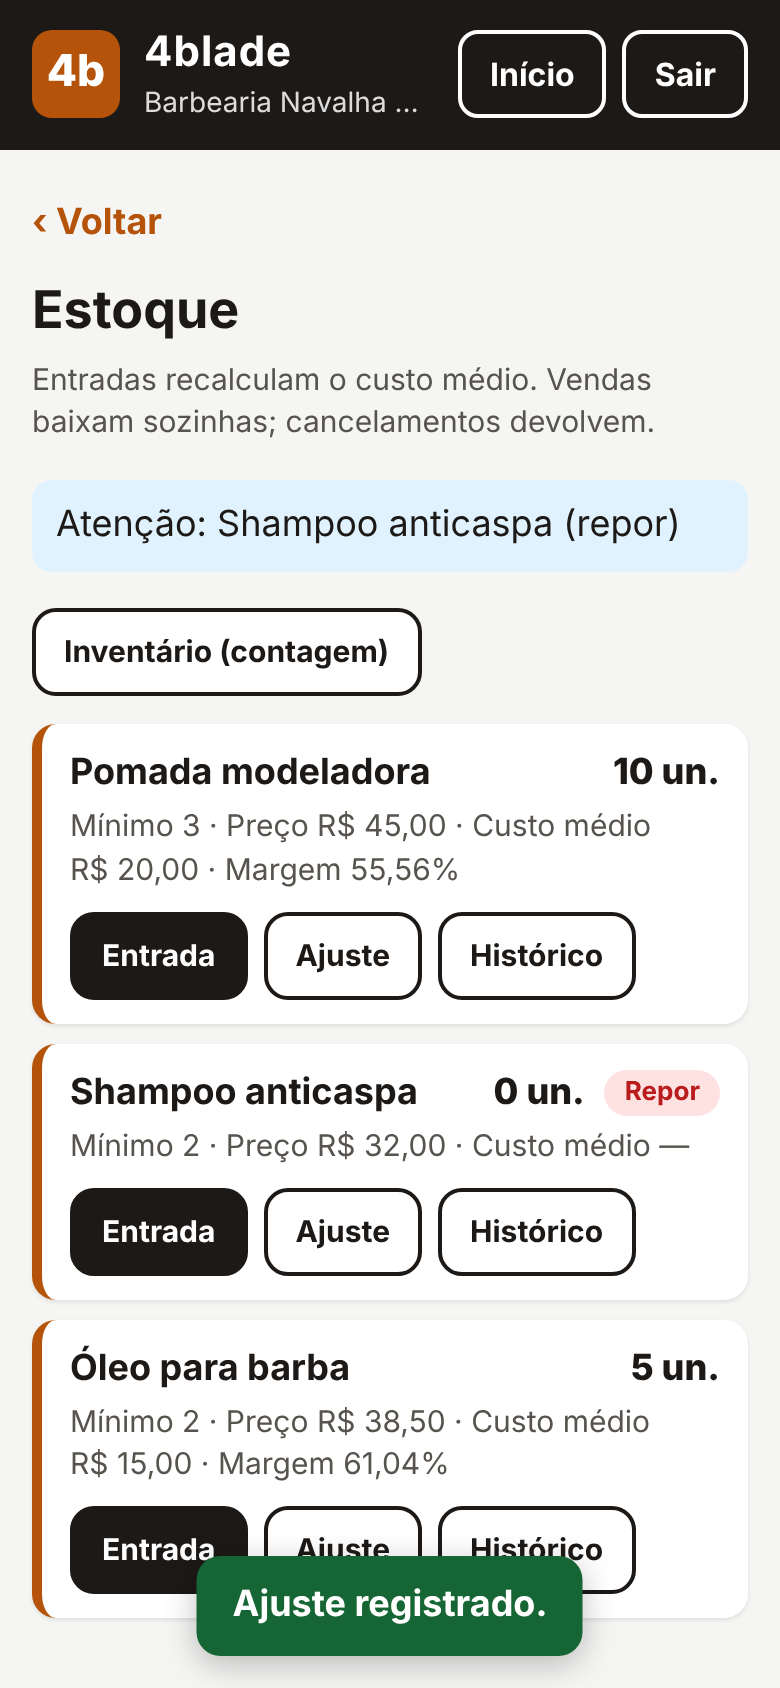 4b
4blade
Barbearia Navalha ...
Início
Sair
‹ Voltar
Estoque
Entradas recalculam o custo médio. Vendas
baixam sozinhas; cancelamentos devolvem.
Atenção: Shampoo anticaspa (repor)
Inventário (contagem)
Pomada modeladora
10 un.
Mínimo 3 · Preço R$ 45,00 · Custo médio
R$ 20,00 · Margem 55,56%
Entrada
Ajuste
Histórico
Shampoo anticaspa
0 un.
Repor
Mínimo 2 · Preço R$ 32,00 · Custo médio —
Entrada
Ajuste
Histórico
Óleo para barba
5 un.
Mínimo 2 · Preço R$ 38,50 · Custo médio
R$ 15,00 · Margem 61,04%
Entrada
Ajuste
Histórico
Ajuste registrado.